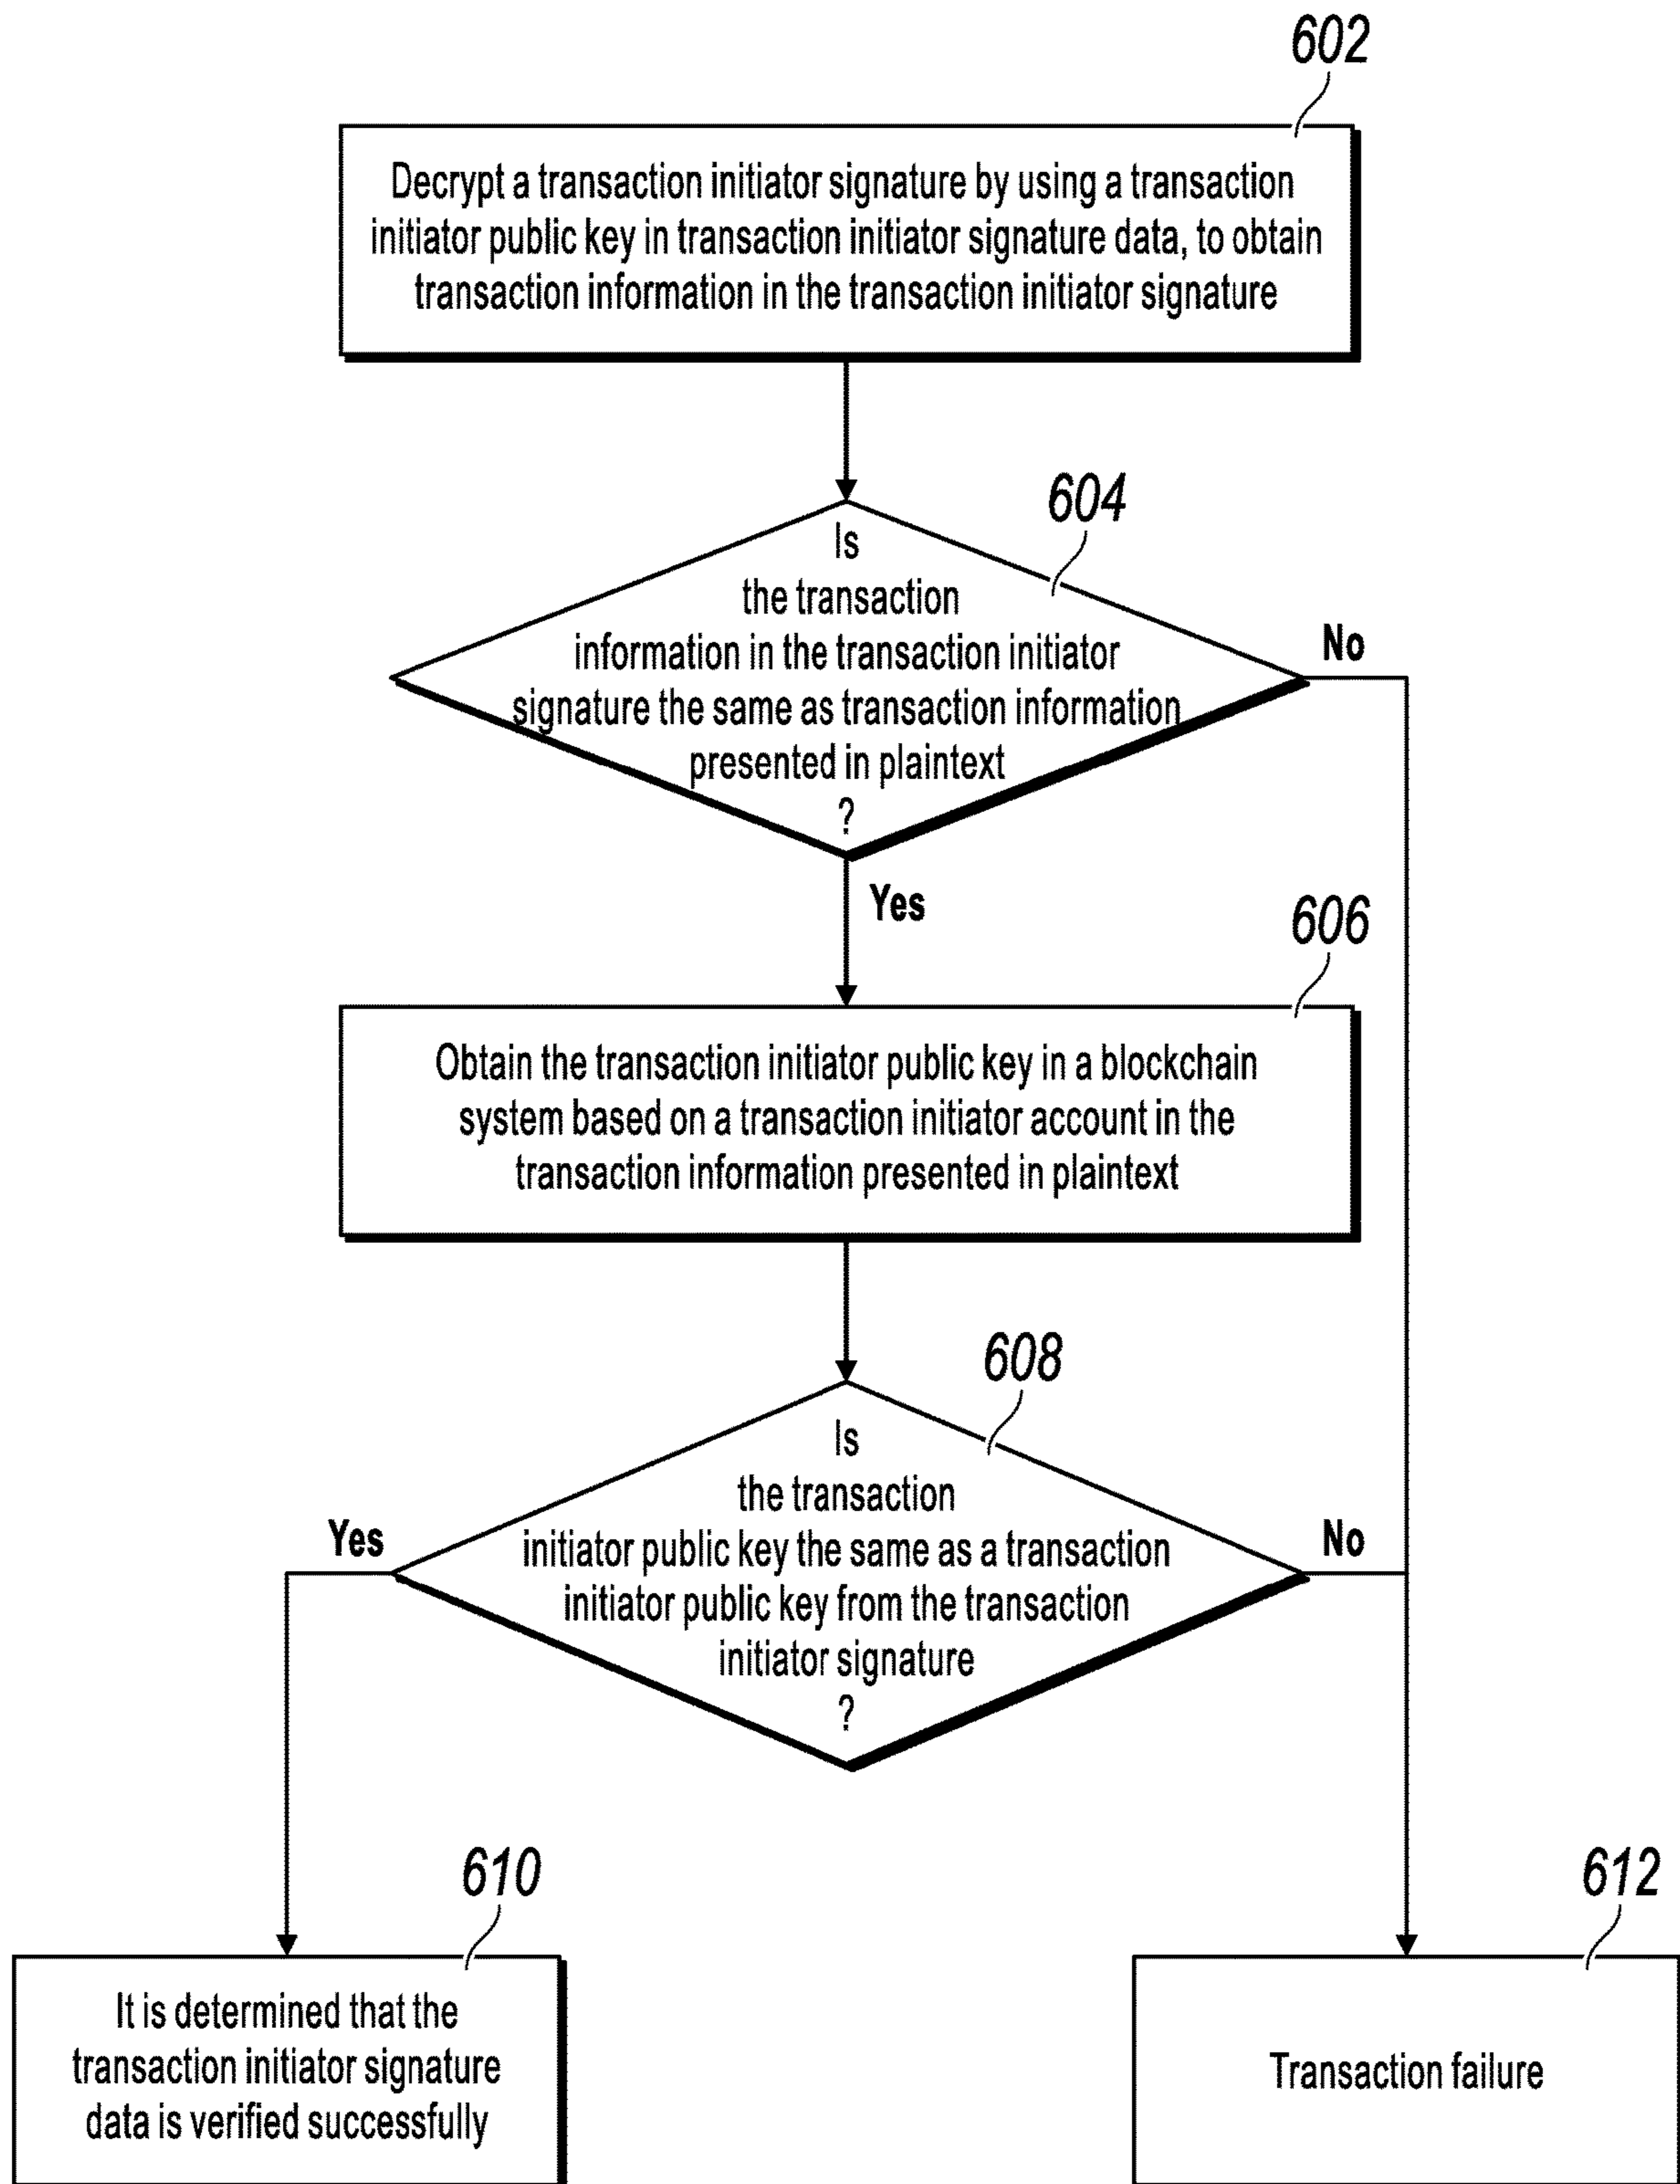 602
Decrypt a transaction initiator signature by using a transaction
initiator public key in transaction initiator signature data, to obtain
transaction information in the transaction initiator signature
604
Is
the transaction
information in the transaction initiator
signature the same as transaction information
presented in plaintext
?
No
Yes
606
Obtain the transaction initiator public key in a blockchain
system based on a transaction initiator account in the
transaction information presented in plaintext
608
Is
the transaction
initiator public key the same as a transaction
initiator public key from the transaction
initiator signature
?
Yes
No
610
It is determined that the
transaction initiator signature
data is verified successfully
612
Transaction failure